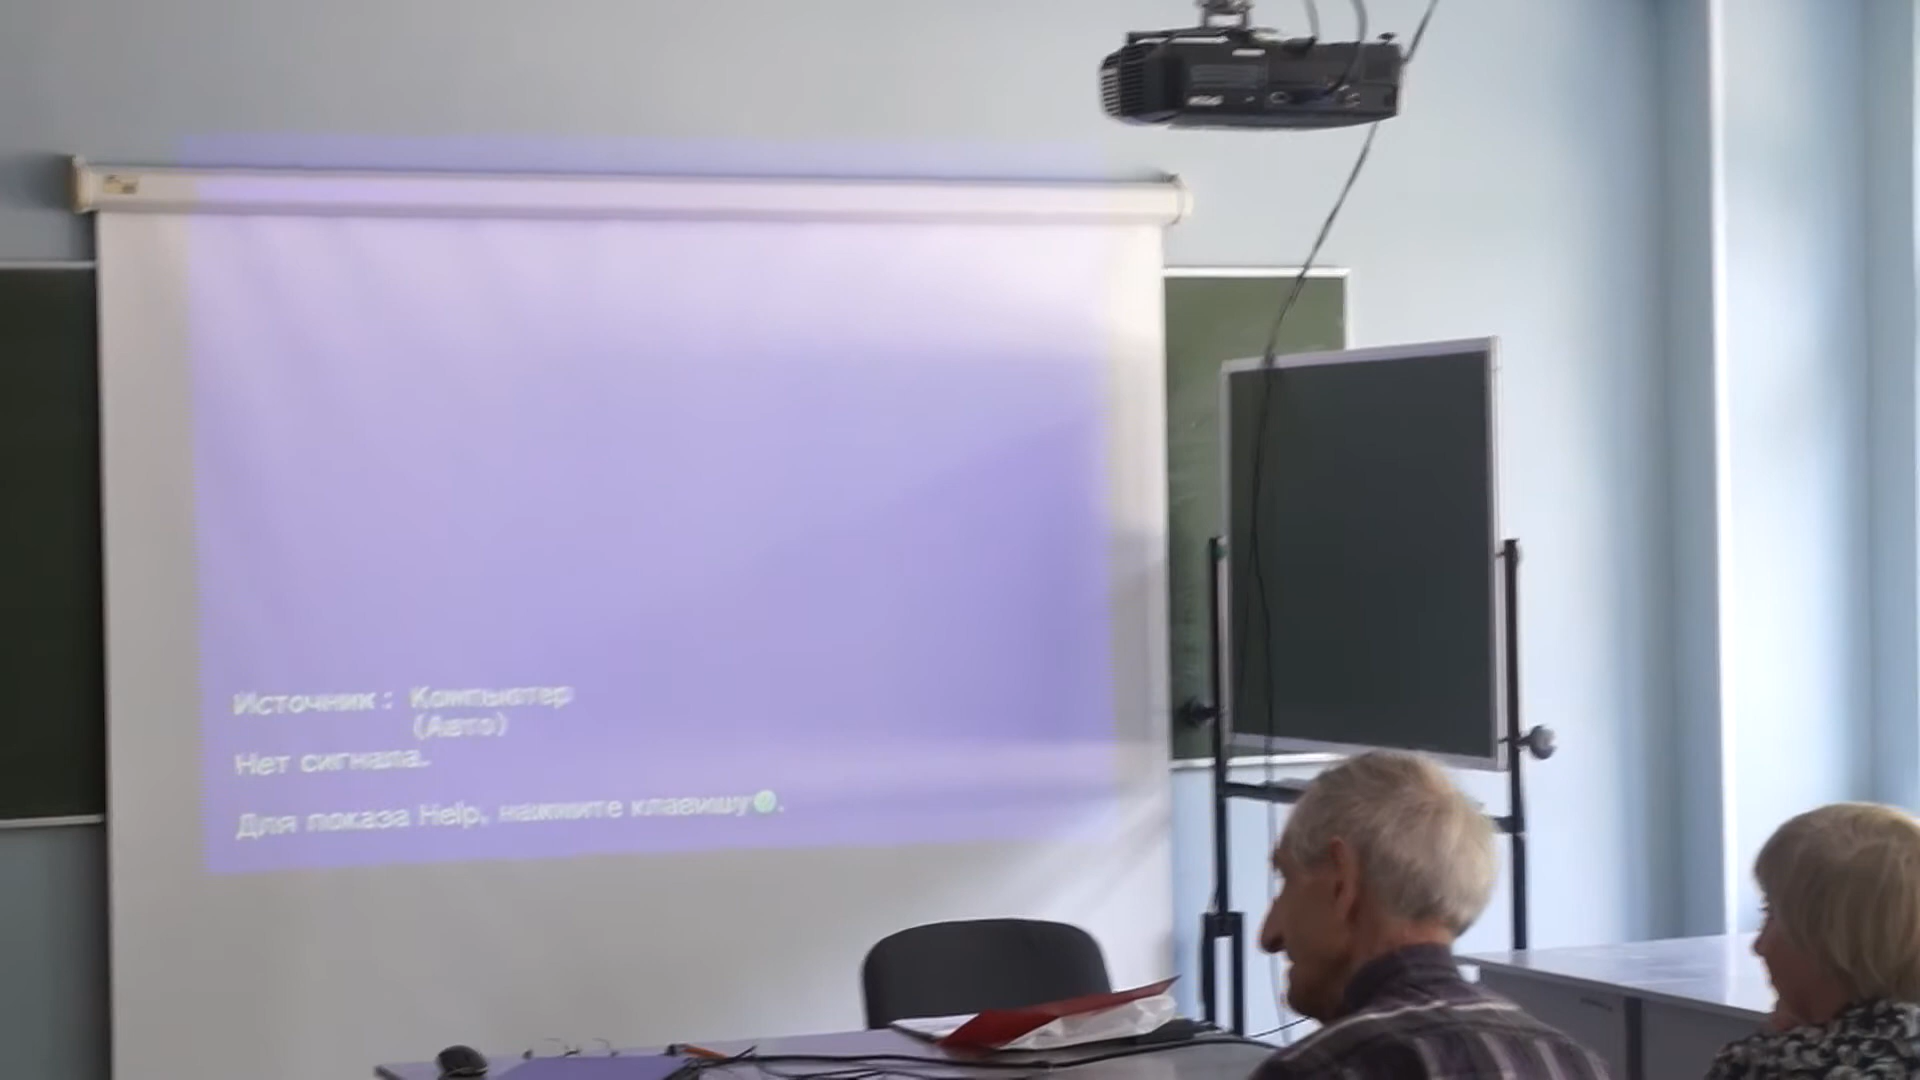 Источник: Компьютер
(Авто)
Нет сигнала.
Для показа Help, нажмите клавишу